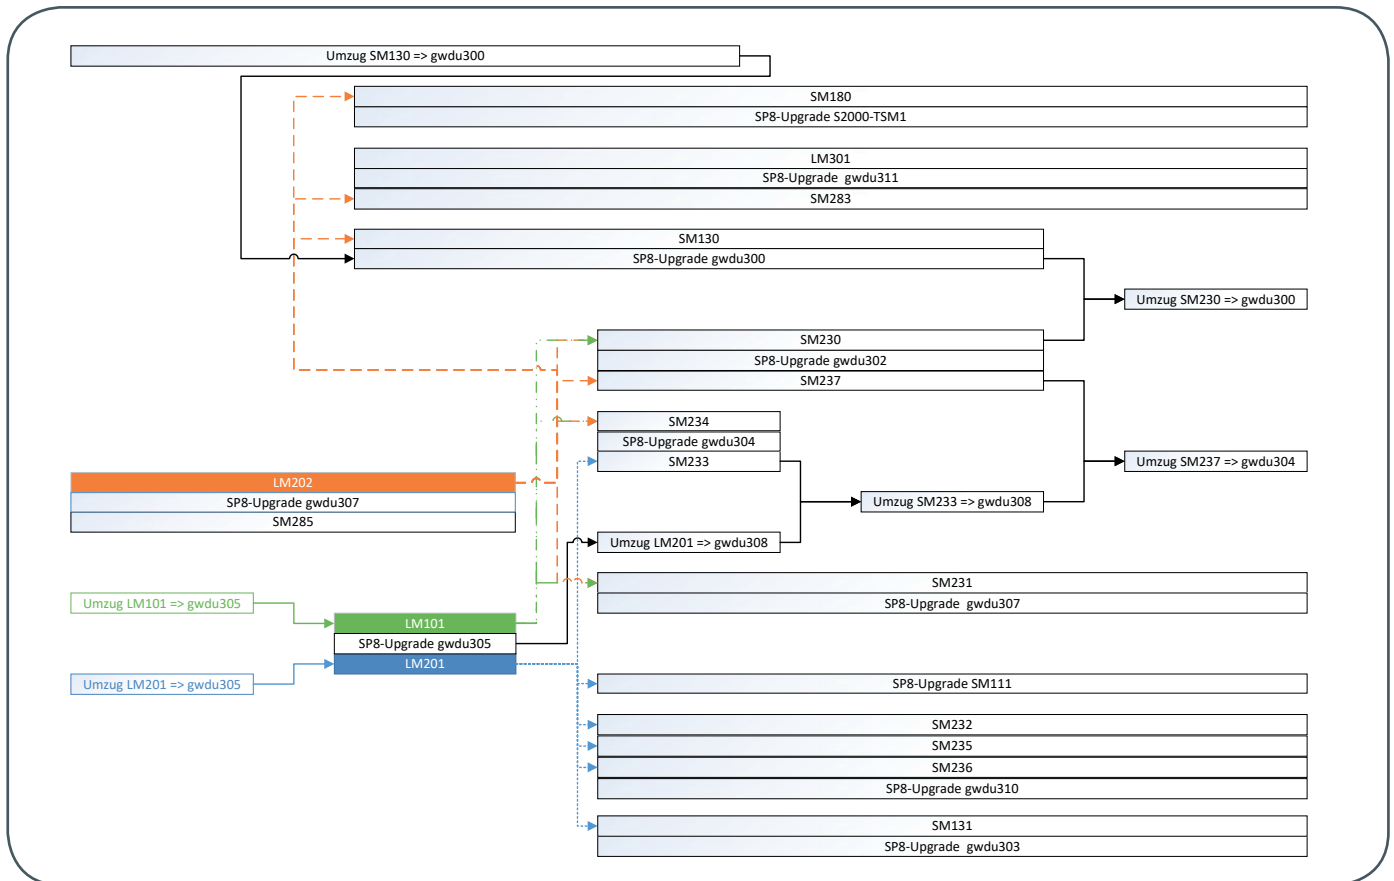 Umzug SM130 => gwdu300
SM180
SP8-Upgrade S2000-TSM1
LM301
SP8-Upgrade  gwdu311
SM283
SM130
SP8-Upgrade gwdu300
Umzug SM230 => gwdu300
SM230
SP8-Upgrade gwdu302
SM237
SM234
SP8-Upgrade gwdu304
SM233
Umzug SM237 => gwdu304
LM202
SP8-Upgrade gwdu307
SM285
Umzug SM233 => gwdu308
Umzug LM201 => gwdu308
SM231
SP8-Upgrade  gwdu307
Umzug LM101 => gwdu305
LM101
SP8-Upgrade gwdu305
LM201
Umzug LM201 => gwdu305
SP8-Upgrade SM111
SM232
SM235
SM236
SP8-Upgrade gwdu310
SM131
SP8-Upgrade  gwdu303